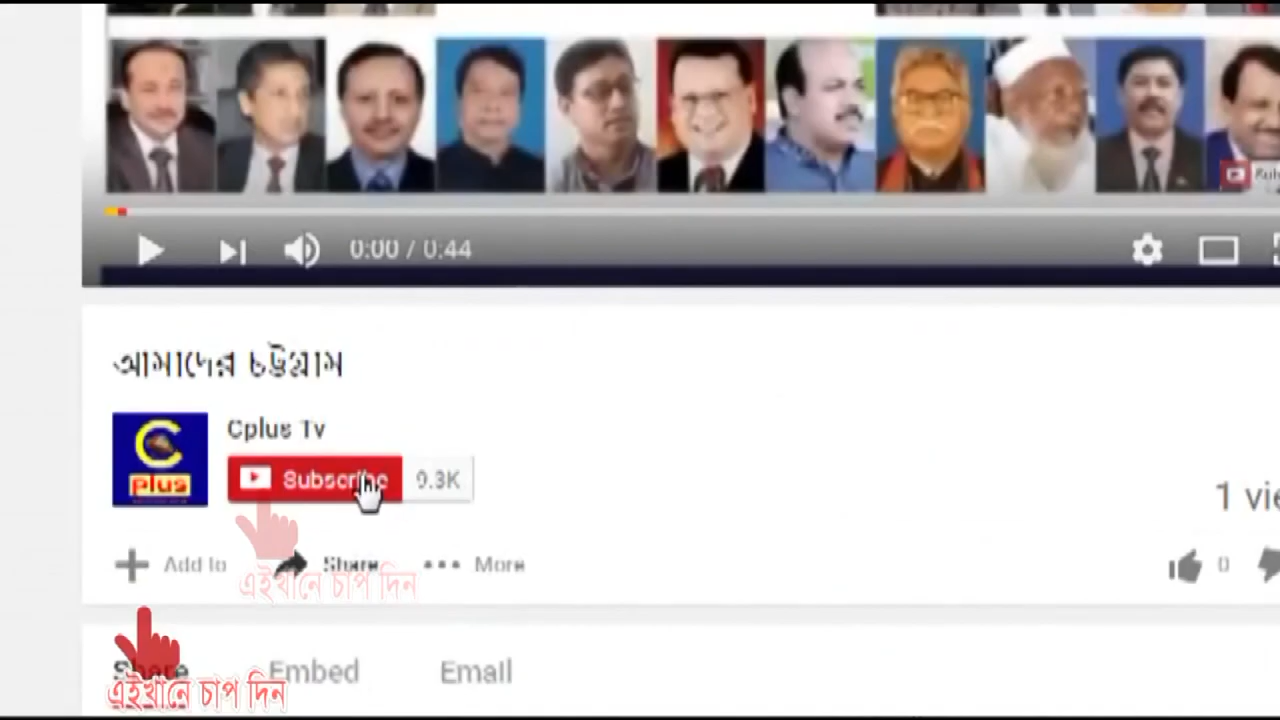 0:00 / 0:44
আমাদের চট্টগ্রাম
C
plus
Cplus Tv
Subscribe 9.3K
1 vie
Add to Share More 0
এইখানে চাপ দিন
Share Embed Email
এইখানে চাপ দিন